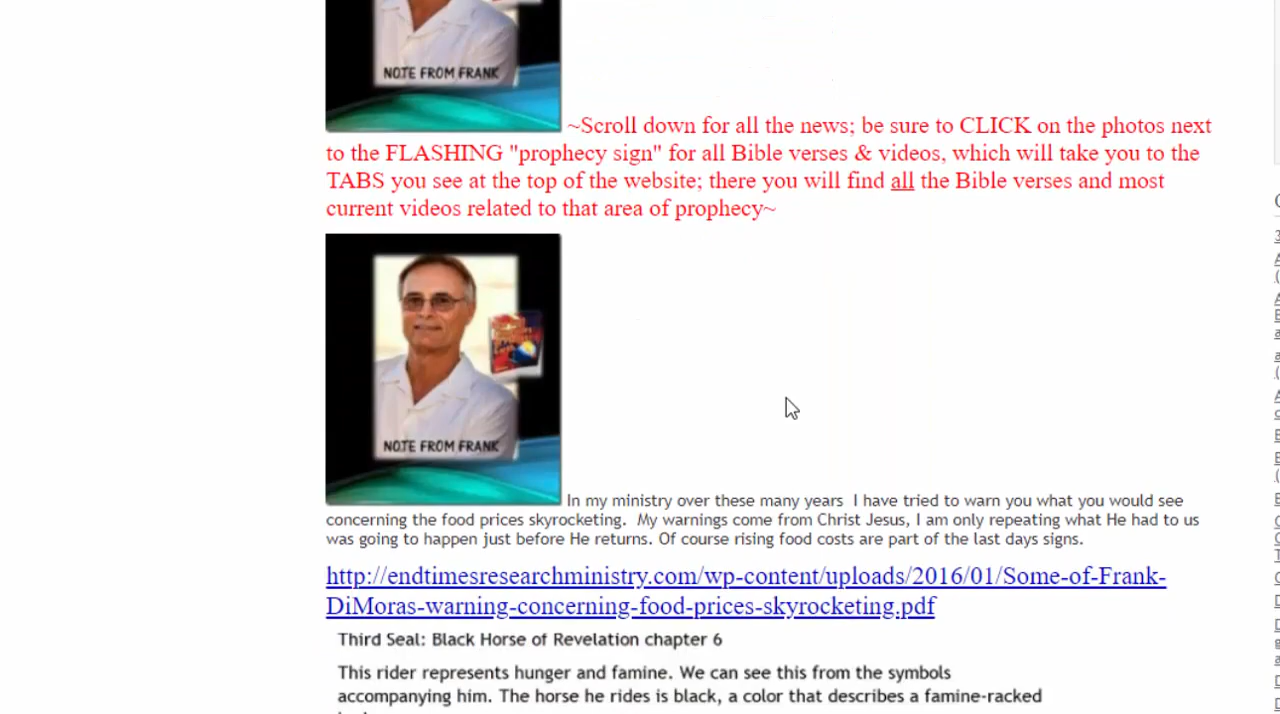 NOTE FROM FRANK
~Scroll down for all the news; be sure to CLICK on the photos next
to the FLASHING "prophecy sign" for all Bible verses & videos, which will take you to the
TABS you see at the top of the website; there you will find all the Bible verses and most
current videos related to that area of prophecy~
NOTE FROM FRANK
In my ministry over these many years  I have tried to warn you what you would see
concerning the food prices skyrocketing.  My warnings come from Christ Jesus, I am only repeating what He had to us
was going to happen just before He returns. Of course rising food costs are part of the last days signs.
http://endtimesresearchministry.com/wp-content/uploads/2016/01/Some-of-Frank-
DiMoras-warning-concerning-food-prices-skyrocketing.pdf
Third Seal: Black Horse of Revelation chapter 6
This rider represents hunger and famine. We can see this from the symbols
accompanying him. The horse he rides is black, a color that describes a famine-racked